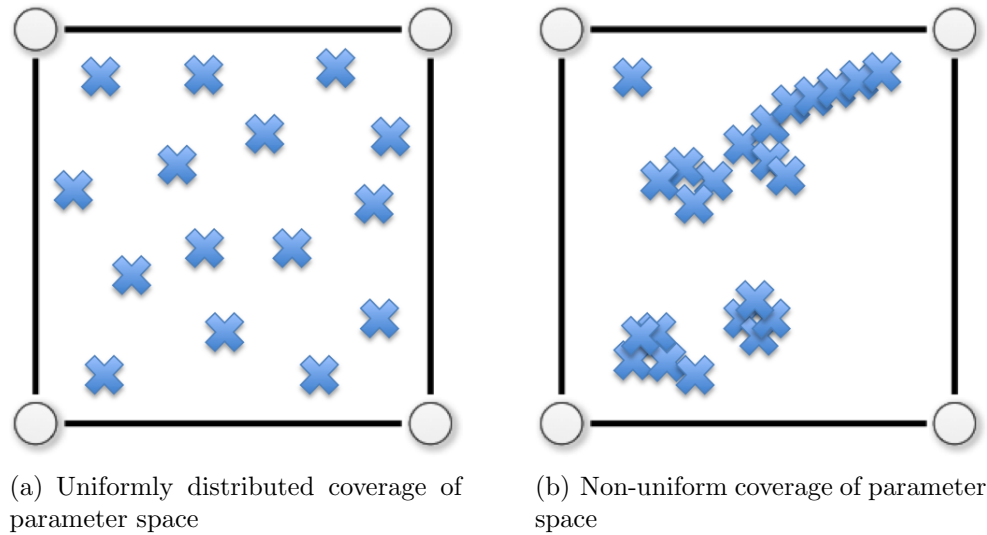 (a) Uniformly distributed coverage of
parameter space
(b) Non-uniform coverage of parameter
space